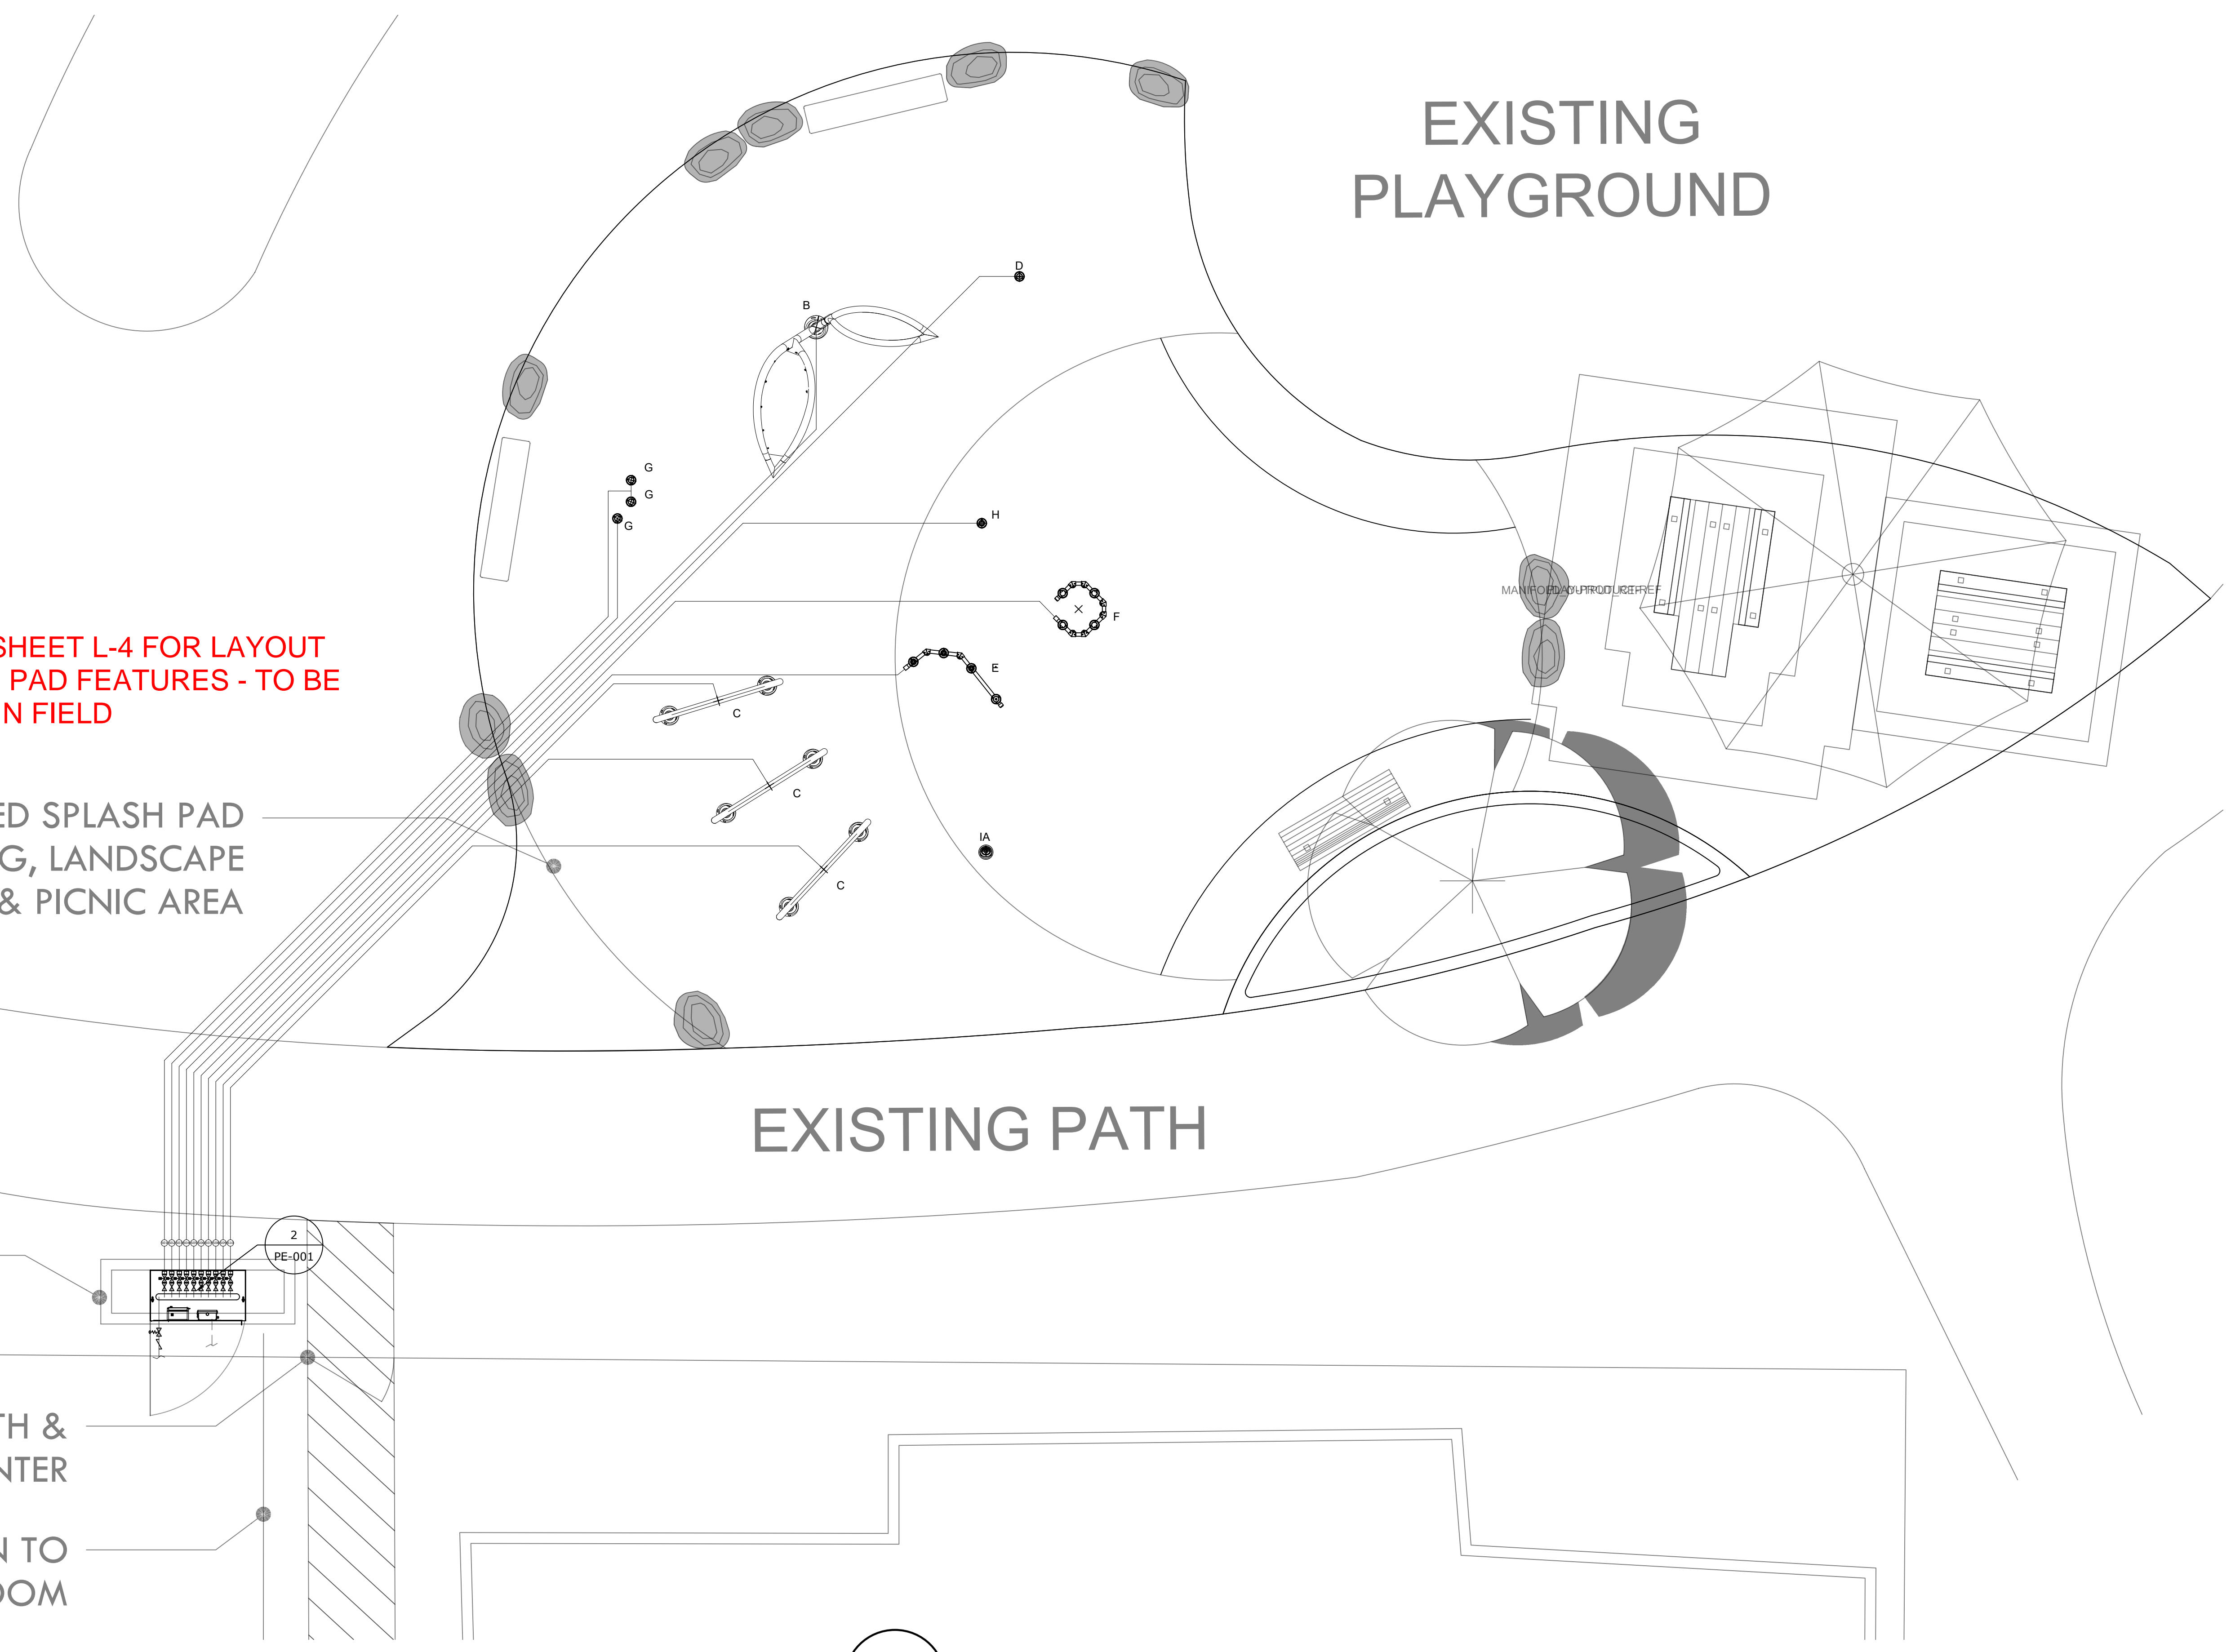 EXISTING
PLAYGROUND
D
B
G
G
G
H
F
E
C
C
C
IA
SHEET L-4 FOR LAYOUT
PAD FEATURES - TO BE
N FIELD
ED SPLASH PAD
G, LANDSCAPE
& PICNIC AREA
EXISTING PATH
2
PE-001
TH &
NTER
N TO
OOM